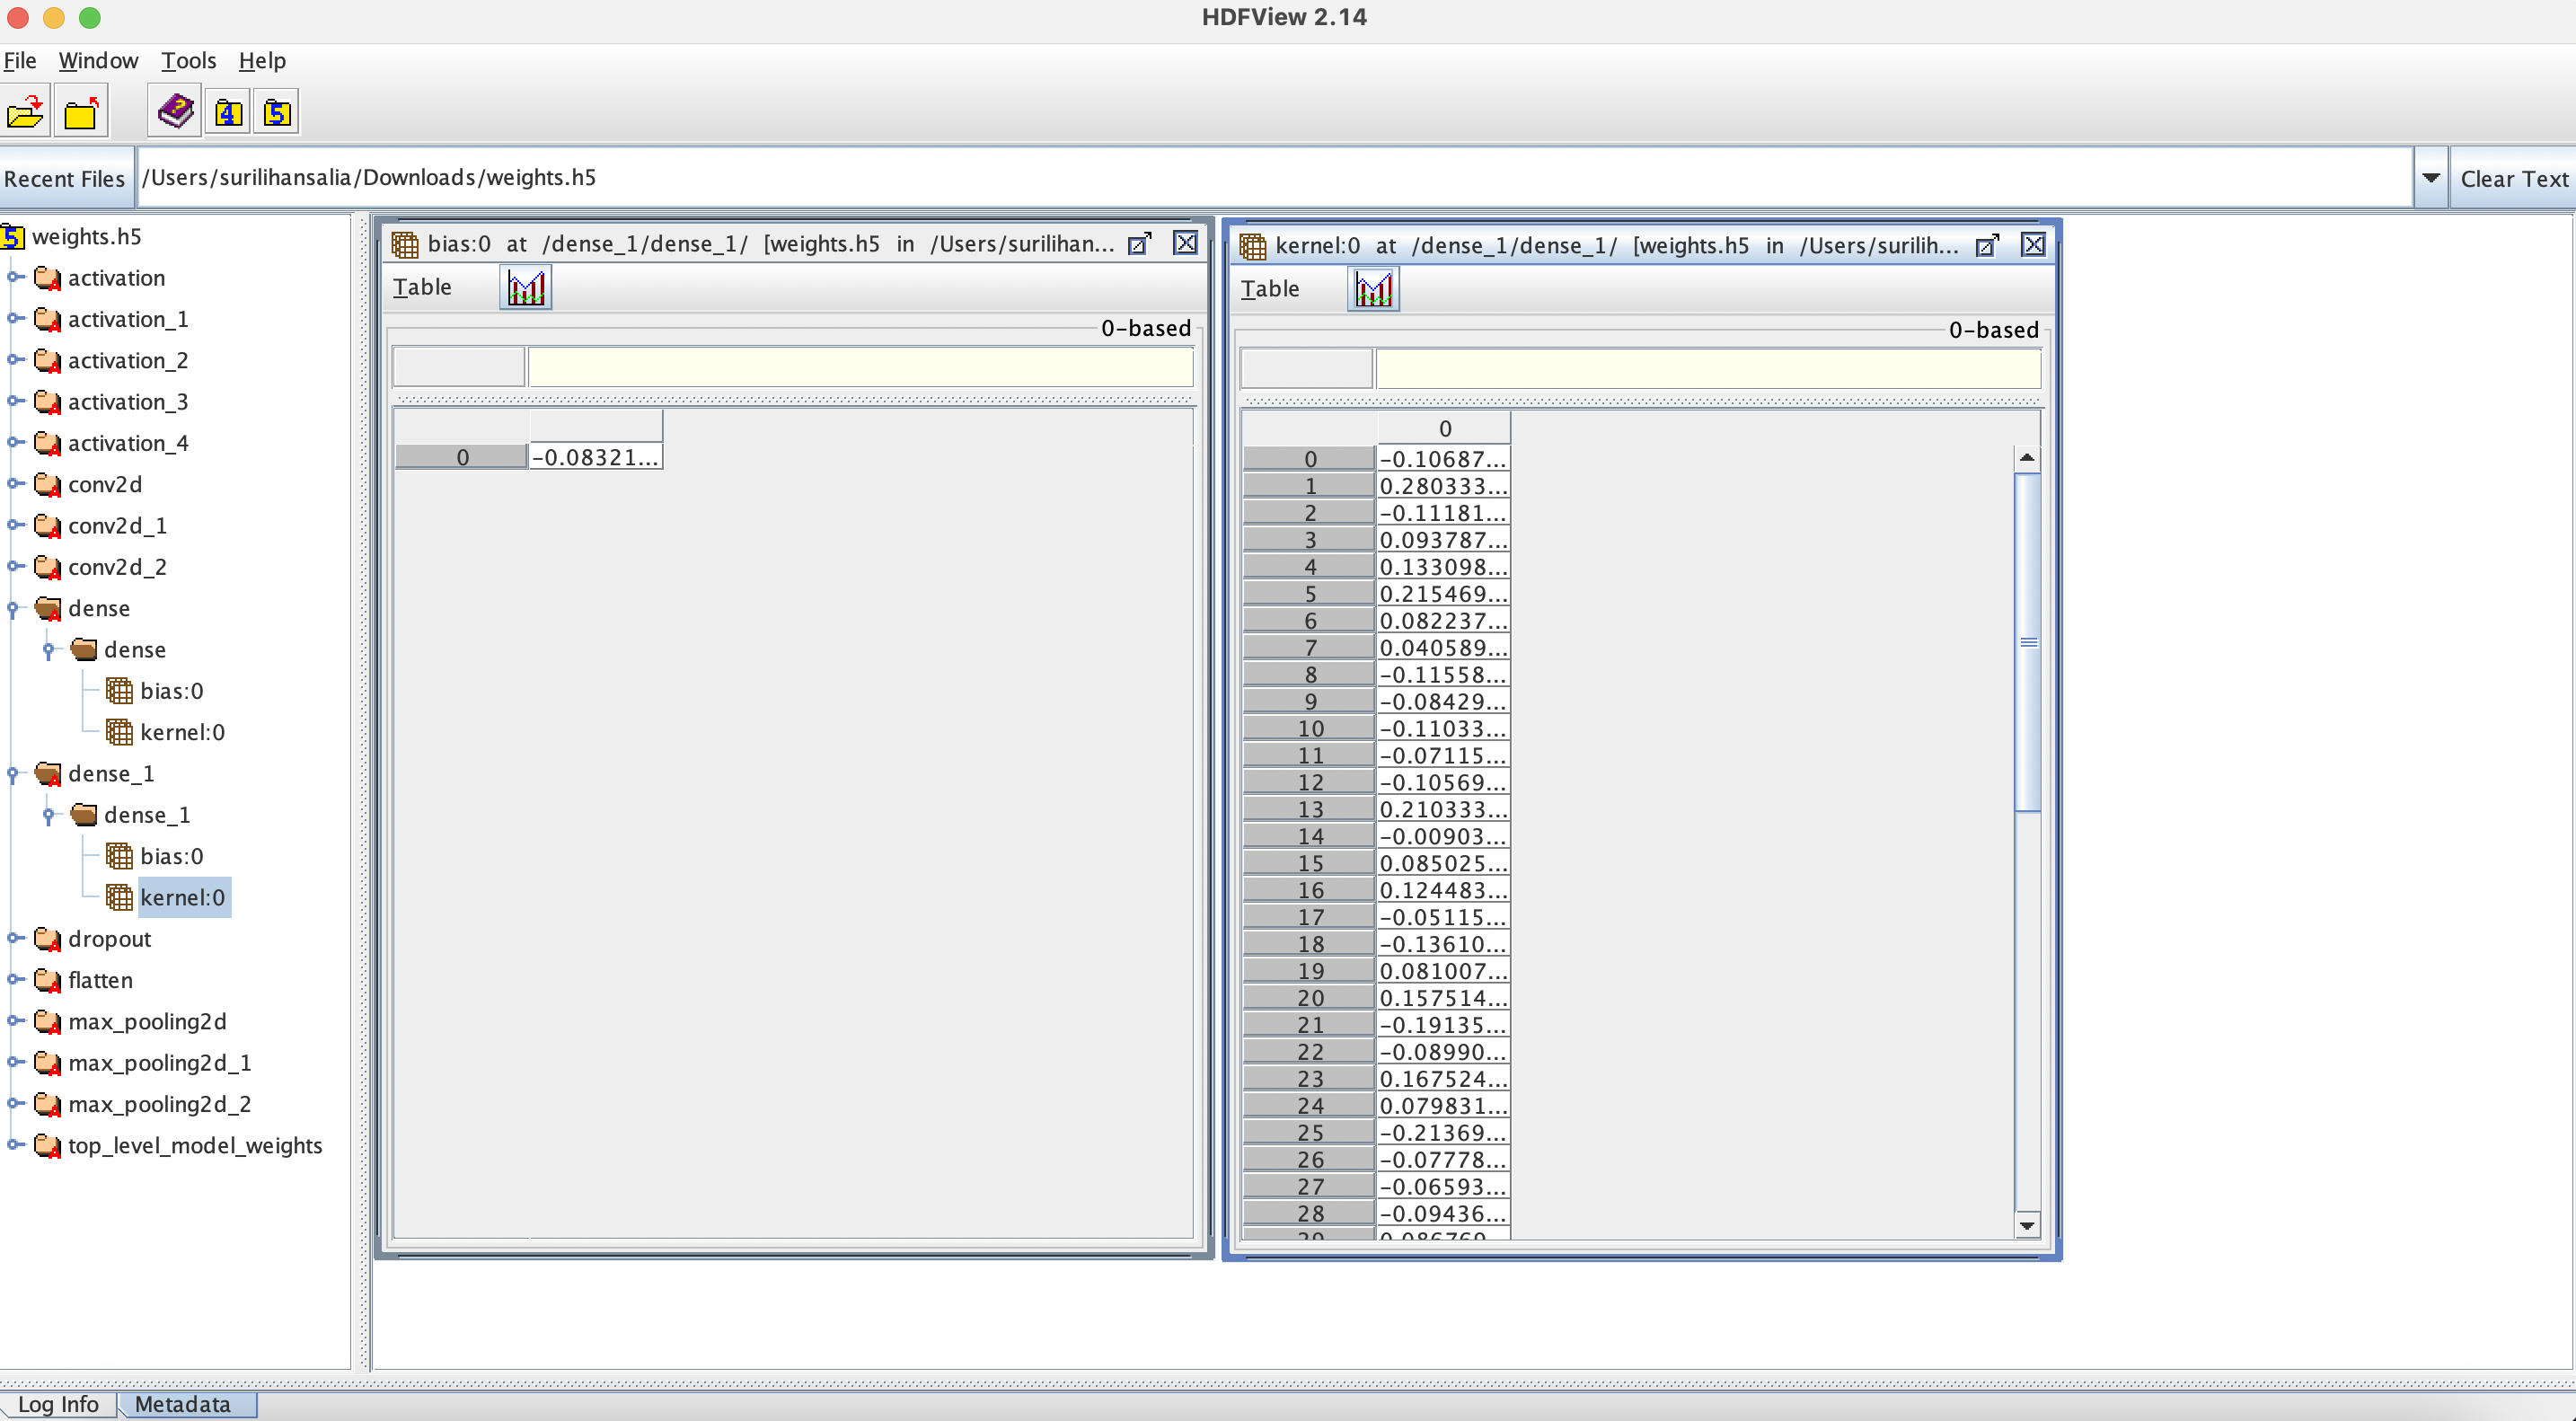 HDFView 2.14
File Window Tools Help
4 5
Recent Files /Users/surilihansalia/Downloads/weights.h5 Clear Text
5 weights.h5
activation
activation_1
activation_2
activation_3
activation_4
conv2d
conv2d_1
conv2d_2
dense
dense
bias:0
kernel:0
dense_1
dense_1
bias:0
kernel:0
dropout
flatten
max_pooling2d
max_pooling2d_1
max_pooling2d_2
top_level_model_weights
bias:0 at /dense_1/dense_1/ [weights.h5 in /Users/surilihan...
Table
0-based
0 -0.08321...
kernel:0 at /dense_1/dense_1/ [weights.h5 in /Users/surilih...
Table
0-based
0
0 -0.10687...
1 0.280333...
2 -0.11181...
3 0.093787...
4 0.133098...
5 0.215469...
6 0.082237...
7 0.040589...
8 -0.11558...
9 -0.08429...
10 -0.11033...
11 -0.07115...
12 -0.10569...
13 0.210333...
14 -0.00903...
15 0.085025...
16 0.124483...
17 -0.05115...
18 -0.13610...
19 0.081007...
20 0.157514...
21 -0.19135...
22 -0.08990...
23 0.167524...
24 0.079831...
25 -0.21369...
26 -0.07778...
27 -0.06593...
28 -0.09436...
Log Info Metadata